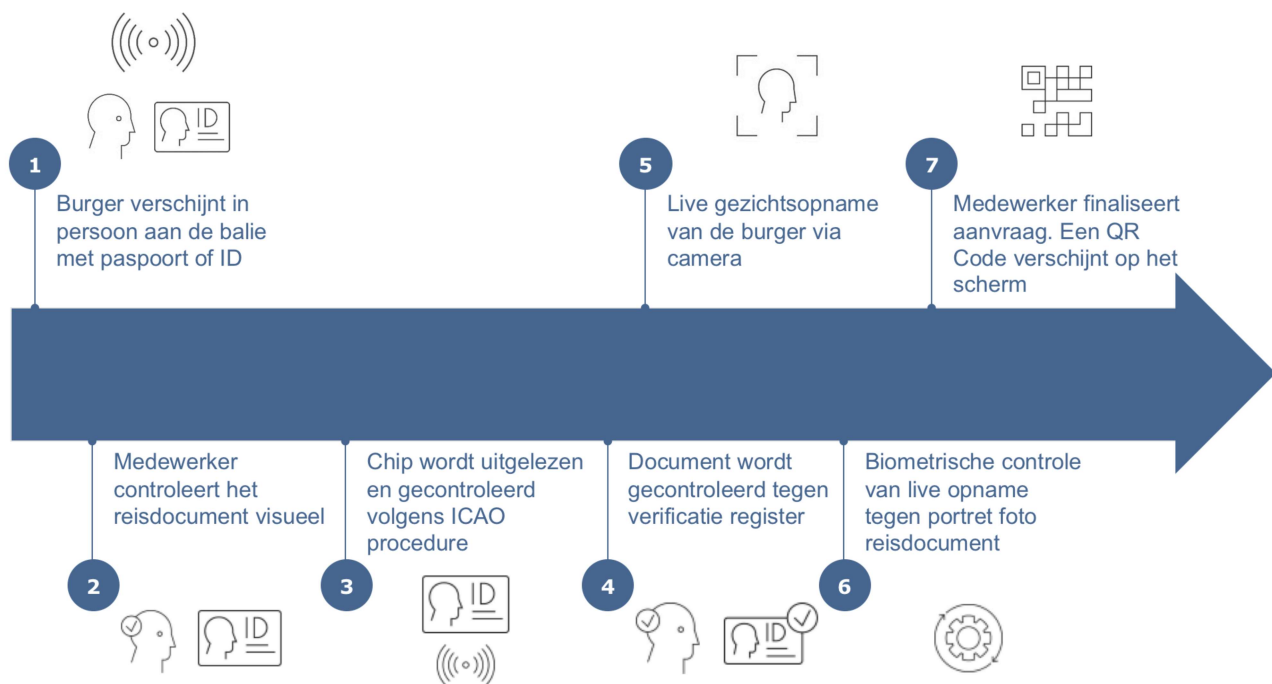 1
Burger verschijnt in
persoon aan de balie
met paspoort of ID
2
Medewerker
controleert het
reisdocument visueel
3
Chip wordt uitgelezen
en gecontroleerd
volgens ICAO
procedure
4
Document wordt
gecontroleerd tegen
verificatie register
5
Live gezichtsopname
van de burger via
camera
6
Biometrische controle
van live opname
tegen portret foto
reisdocument
7
Medewerker finaliseert
aanvraag. Een QR
Code verschijnt op het
scherm
ID
ID
ID
ID